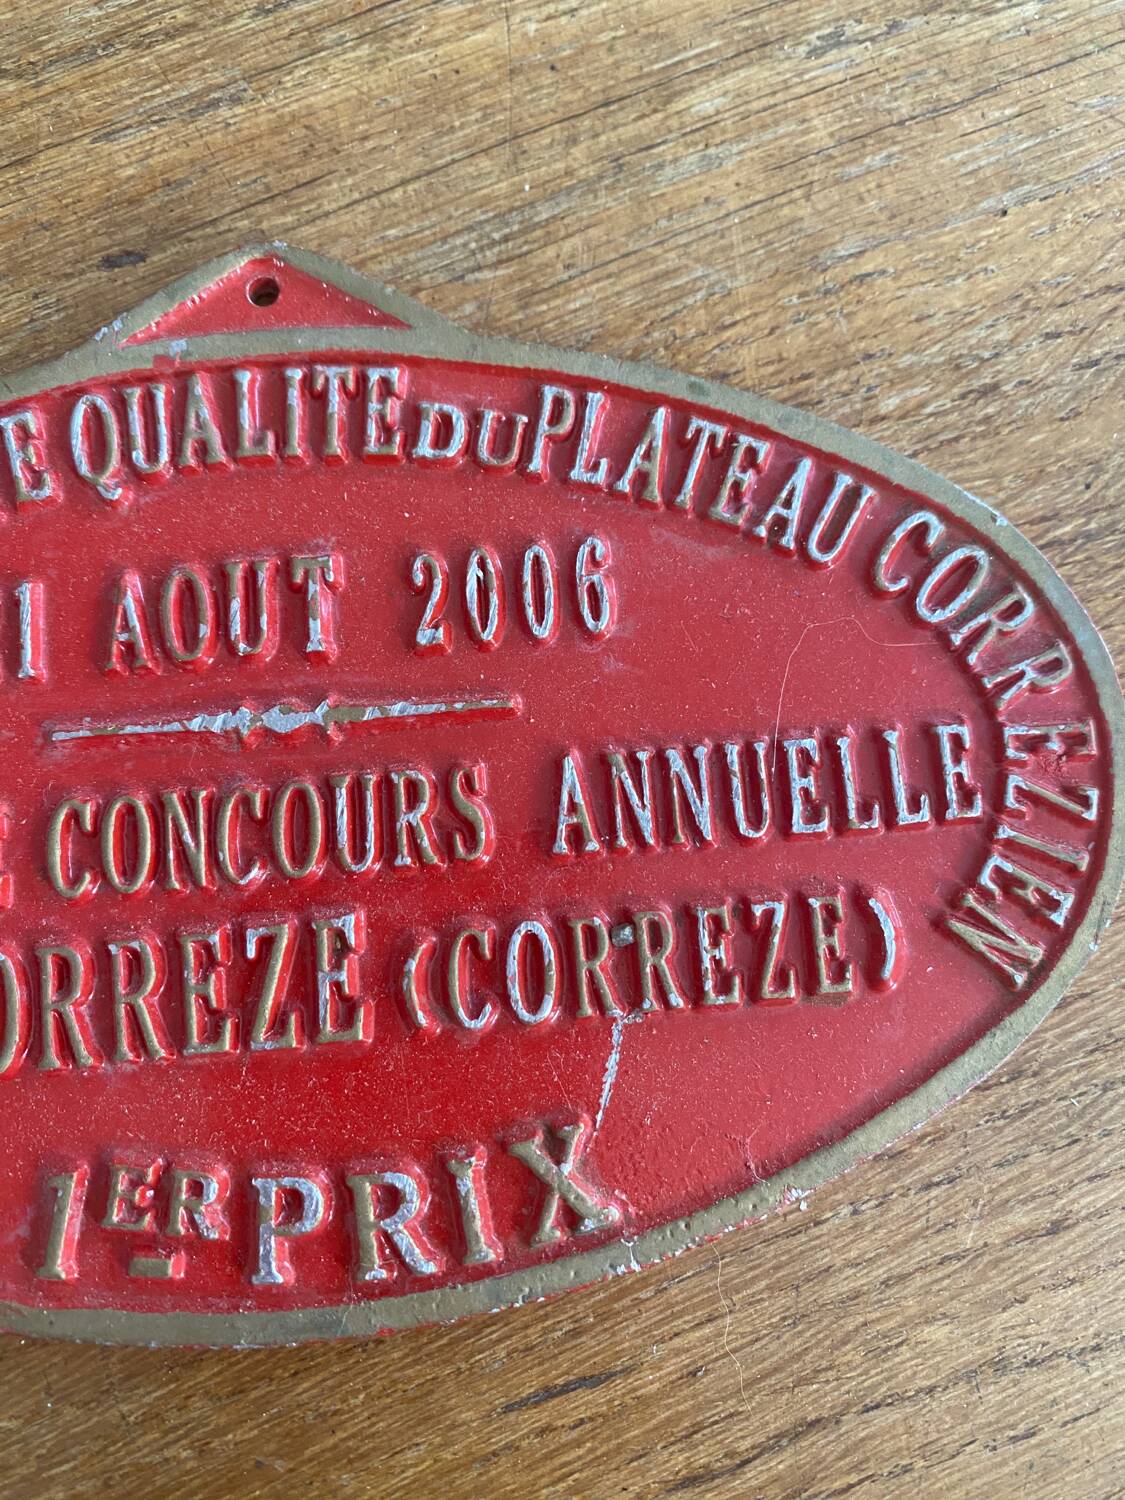 QUALITE DU PLATEAU CORREZIEN
AOUT 2006
CONCOURS ANNUELLE
ORREZE (CORREZE)
1ER PRIX